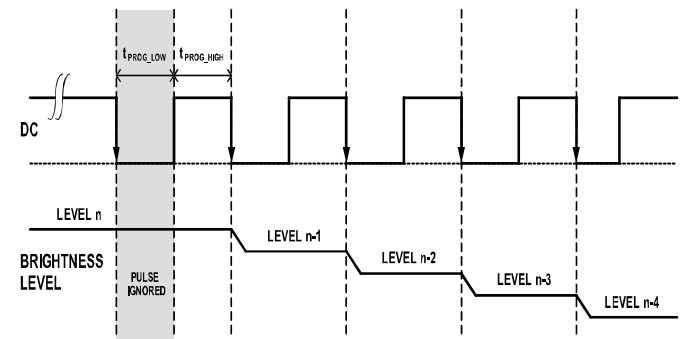 tPROG_LOW
tPROG_HIGH
DC
LEVEL n
LEVEL n-1
LEVEL n-2
LEVEL n-3
LEVEL n-4
BRIGHTNESS
LEVEL
PULSE
IGNORED